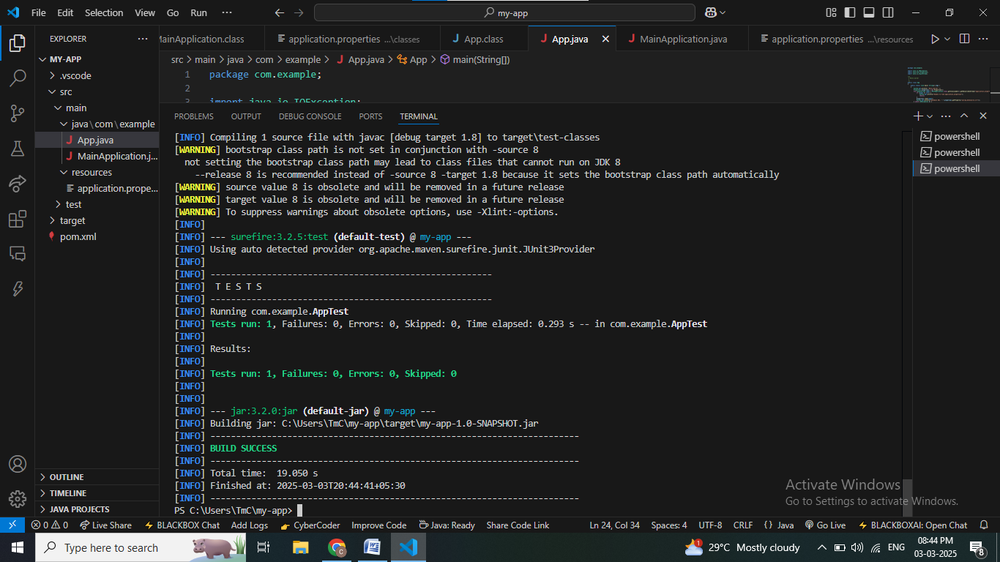 File Edit Selection View Go Run ··· my-app
EXPLORER ···
MainApplication.class application.properties ...\classes App.class App.java MainApplication.java application.properties ...\resources ···
MY-APP
.vscode
src
main
java\com\example
App.java
MainApplication.j...
resources
application.prope...
test
target
pom.xml
OUTLINE
TIMELINE
JAVA PROJECTS
src > main > java > com > example > App.java > App > main(String[])
1 package com.example;
2
3 import java.io.IOException;
PROBLEMS OUTPUT DEBUG CONSOLE PORTS TERMINAL
powershell
powershell
powershell
[INFO] Compiling 1 source file with javac [debug target 1.8] to target\test-classes
[WARNING] bootstrap class path is not set in conjunction with -source 8
not setting the bootstrap class path may lead to class files that cannot run on JDK 8
--release 8 is recommended instead of -source 8 -target 1.8 because it sets the bootstrap class path automatically
[WARNING] source value 8 is obsolete and will be removed in a future release
[WARNING] target value 8 is obsolete and will be removed in a future release
[WARNING] To suppress warnings about obsolete options, use -Xlint:-options.
[INFO]
[INFO] --- surefire:3.2.5:test (default-test) @ my-app ---
[INFO] Using auto detected provider org.apache.maven.surefire.junit.JUnit3Provider
[INFO]
[INFO] -------------------------------------------------------
[INFO] T E S T S
[INFO] -------------------------------------------------------
[INFO] Running com.example.AppTest
[INFO] Tests run: 1, Failures: 0, Errors: 0, Skipped: 0, Time elapsed: 0.293 s -- in com.example.AppTest
[INFO]
[INFO] Results:
[INFO]
[INFO] Tests run: 1, Failures: 0, Errors: 0, Skipped: 0
[INFO]
[INFO]
[INFO] --- jar:3.2.0:jar (default-jar) @ my-app ---
[INFO] Building jar: C:\Users\TmC\my-app\target\my-app-1.0-SNAPSHOT.jar
[INFO] ------------------------------------------------------------------------
[INFO] BUILD SUCCESS
[INFO] ------------------------------------------------------------------------
[INFO] Total time:  19.050 s
[INFO] Finished at: 2025-03-03T20:44:41+05:30
[INFO] ------------------------------------------------------------------------
PS C:\Users\TmC\my-app>
Activate Windows
Go to Settings to activate Windows.
0 0 Live Share BLACKBOX Chat Add Logs CyberCoder Improve Code Java: Ready Share Code Link Ln 24, Col 34 Spaces: 4 UTF-8 CRLF {} Java Go Live BLACKBOXAI: Open Chat
Type here to search 1 29°C Mostly cloudy ENG 08:44 PM 8
03-03-2025